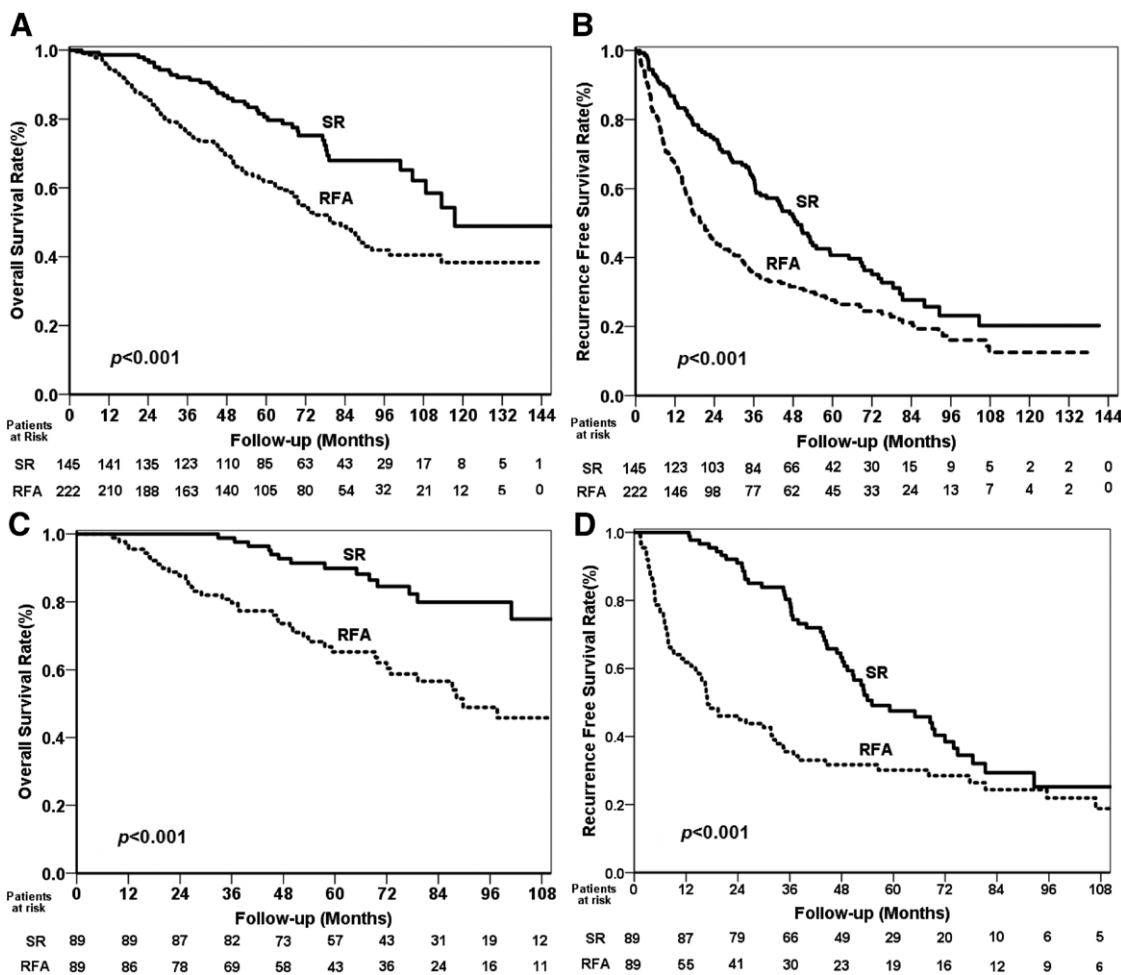 A
Overall Survival Rate(%)
1.0
0.8
0.6
0.4
0.2
0.0
SR
RFA
p<0.001
0 12 24 36 48 60 72 84 96 108 120 132 144
Patients
at Risk
Follow-up (Months)
SR 145 141 135 123 110 85 63 43 29 17 8 5 1
RFA 222 210 188 163 140 105 80 54 32 21 12 5 0
B
Recurrence Free Survival Rate(%)
1.0
0.8
0.6
0.4
0.2
0.0
SR
RFA
p<0.001
0 12 24 36 48 60 72 84 96 108 120 132 144
Patients
at risk
Follow-up (Months)
SR 145 123 103 84 66 42 30 15 9 5 2 2 0
RFA 222 146 98 77 62 45 33 24 13 7 4 2 0
C
Overall Survival Rate(%)
1.0
0.8
0.6
0.4
0.2
0.0
SR
RFA
p<0.001
0 12 24 36 48 60 72 84 96 108
Patients
at risk
Follow-up (Months)
SR 89 89 87 82 73 57 43 31 19 12
RFA 89 86 78 69 58 43 36 24 16 11
D
Recurrence Free Survival Rate(%)
1.0
0.8
0.6
0.4
0.2
0.0
SR
RFA
p<0.001
0 12 24 36 48 60 72 84 96 108
Patients
at risk
Follow-up (Months)
SR 89 87 79 66 49 29 20 10 6 5
RFA 89 55 41 30 23 19 16 12 9 6